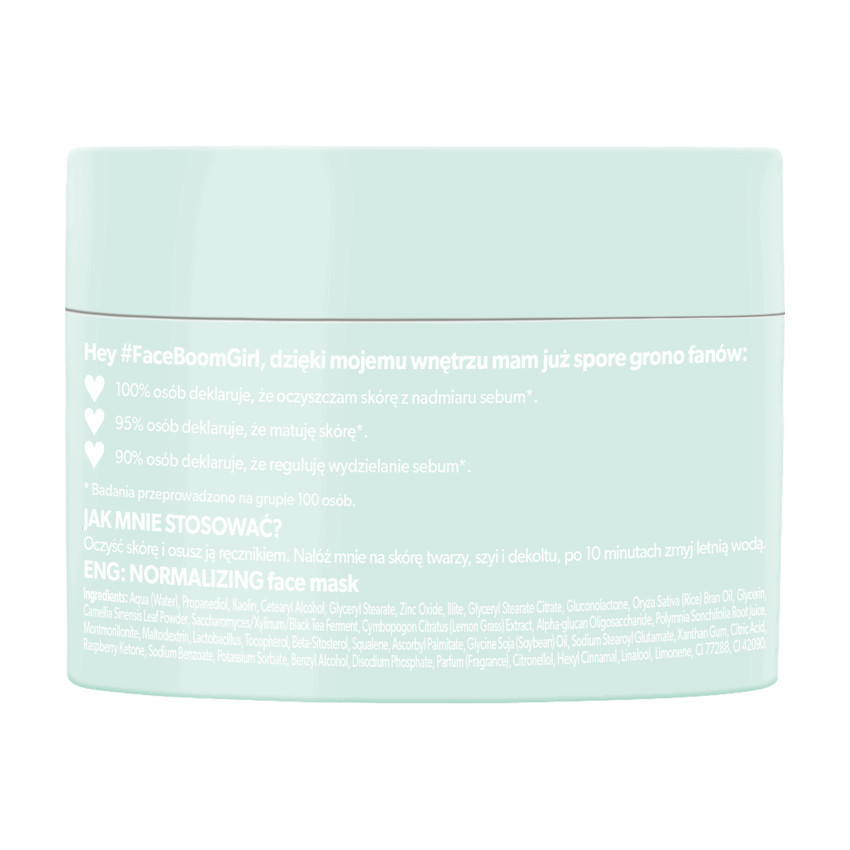 Hey #FaceBoomGirl, dzięki mojemu wnętrzu mam już spore grono fanów:
100% osób deklaruje, że oczyszczam skórę z nadmiaru sebum*.
95% osób deklaruje, że matuję skórę*.
90% osób deklaruje, że reguluję wydzielanie sebum*.
* Badania przeprowadzono na grupie 100 osób.
JAK MNIE STOSOWAĆ?
Oczyść skórę i osusz ją ręcznikiem. Nałóż mnie na skórę twarzy, szyi i dekoltu, po 10 minutach zmyj letnią wodą.
ENG: NORMALIZING face mask
Ingredients: Aqua (Water), Propanediol, Kaolin, Cetearyl Alcohol, Glyceryl Stearate, Zinc Oxide, Illite, Glyceryl Stearate Citrate, Gluconolactone, Oryza Sativa (Rice) Bran Oil, Glycerin,
Camellia Sinensis Leaf Powder, Saccharomyces/Xylinum/Black Tea Ferment, Cymbopogon Citratus (Lemon Grass) Extract, Alpha-glucan Oligosaccharide, Polymnia Sonchifolia Root Juice,
Montmorillonite, Maltodextrin, Lactobacillus, Tocopherol, Beta-Sitosterol, Squalene, Ascorbyl Palmitate, Glycine Soja (Soybean) Oil, Sodium Stearoyl Glutamate, Xanthan Gum, Citric Acid,
Raspberry Ketone, Sodium Benzoate, Potassium Sorbate, Benzyl Alcohol, Disodium Phosphate, Parfum (Fragrance), Citronellol, Hexyl Cinnamal, Linalool, Limonene, CI 77288, CI 42090.